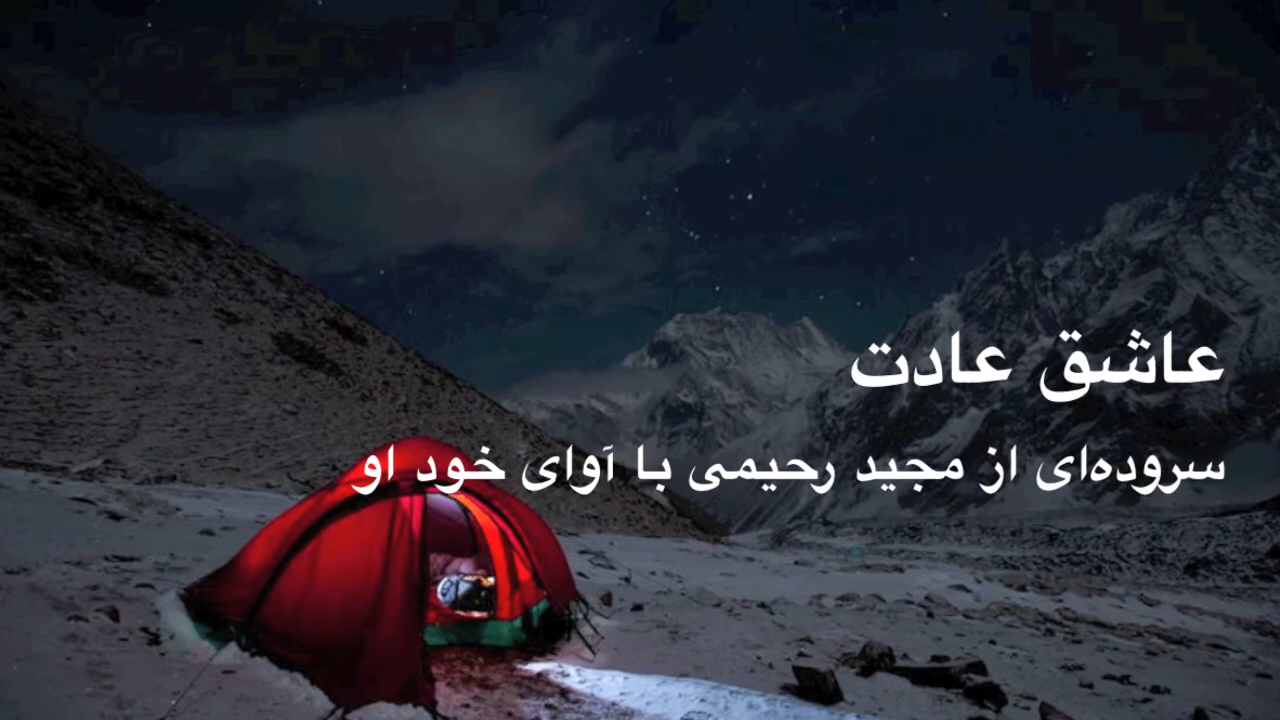 عاشق عادت
سروده‌ای از مجید رحیمی با آوای خود او